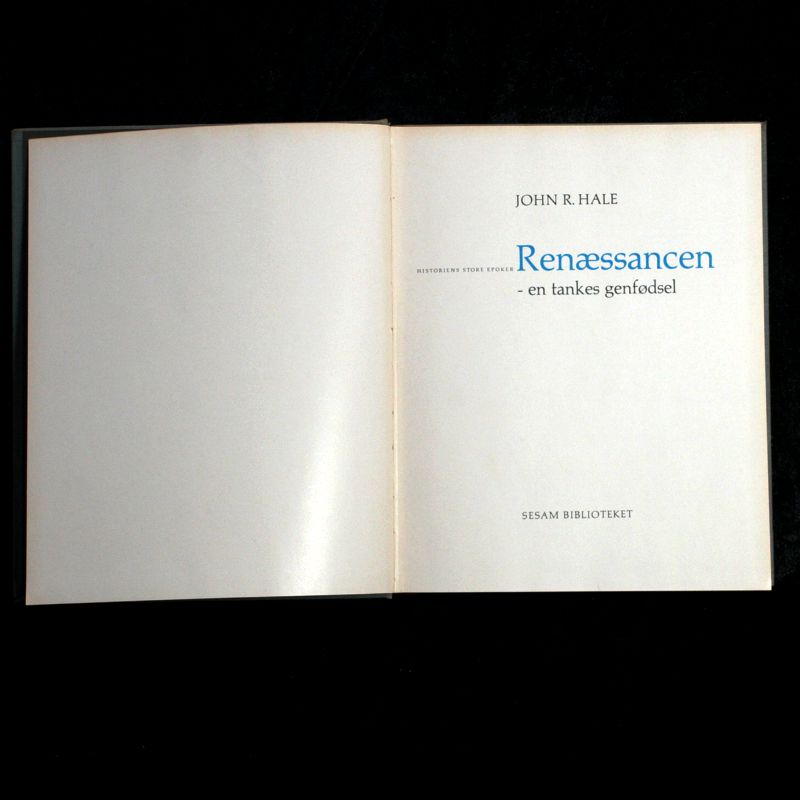 JOHN R. HALE
HISTORIENS STORE EPOKER Renæssancen
- en tankes genfødsel
SESAM BIBLIOTEKET